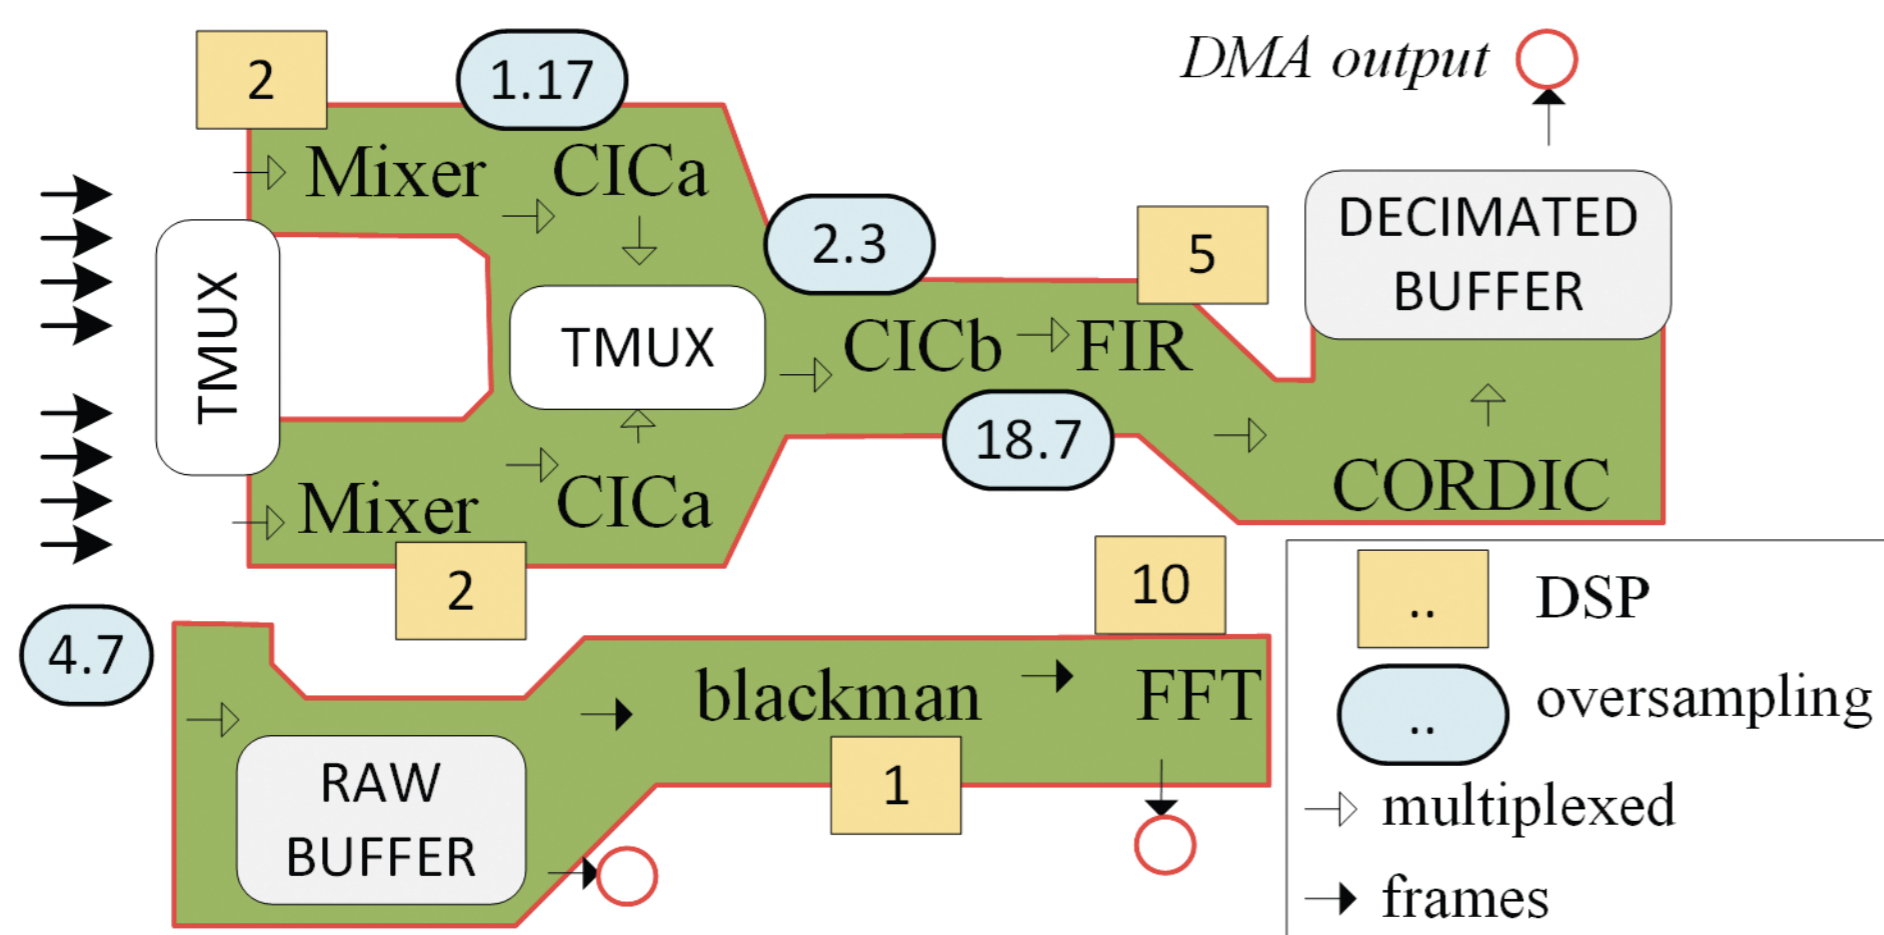 2
1.17
DMA output
Mixer
CICa
2.3
5
DECIMATED
BUFFER
TMUX
TMUX
CICb
FIR
18.7
CORDIC
Mixer
CICa
2
10
4.7
blackman
FFT
RAW
BUFFER
1
.. DSP
.. oversampling
multiplexed
frames